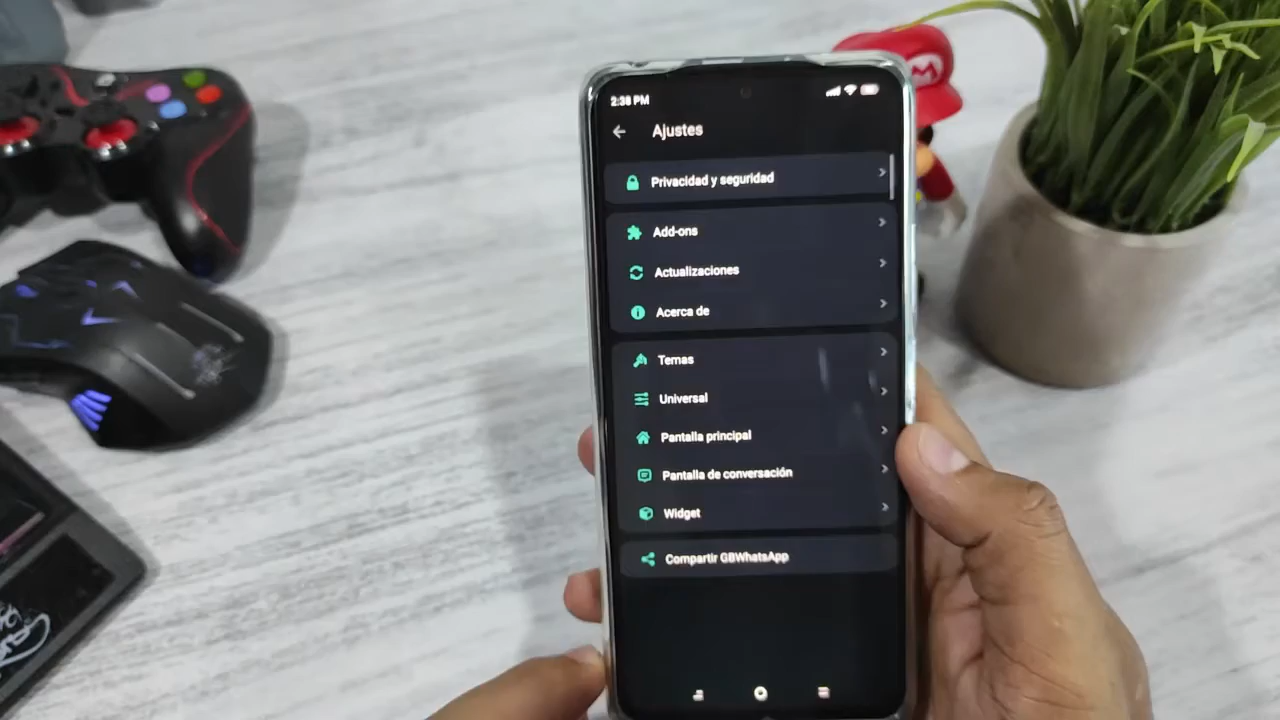 2:38 PM
Ajustes
Privacidad y seguridad
Add-ons
Actualizaciones
Acerca de
Temas
Universal
Pantalla principal
Pantalla de conversación
Widget
Compartir GBWhatsApp
M